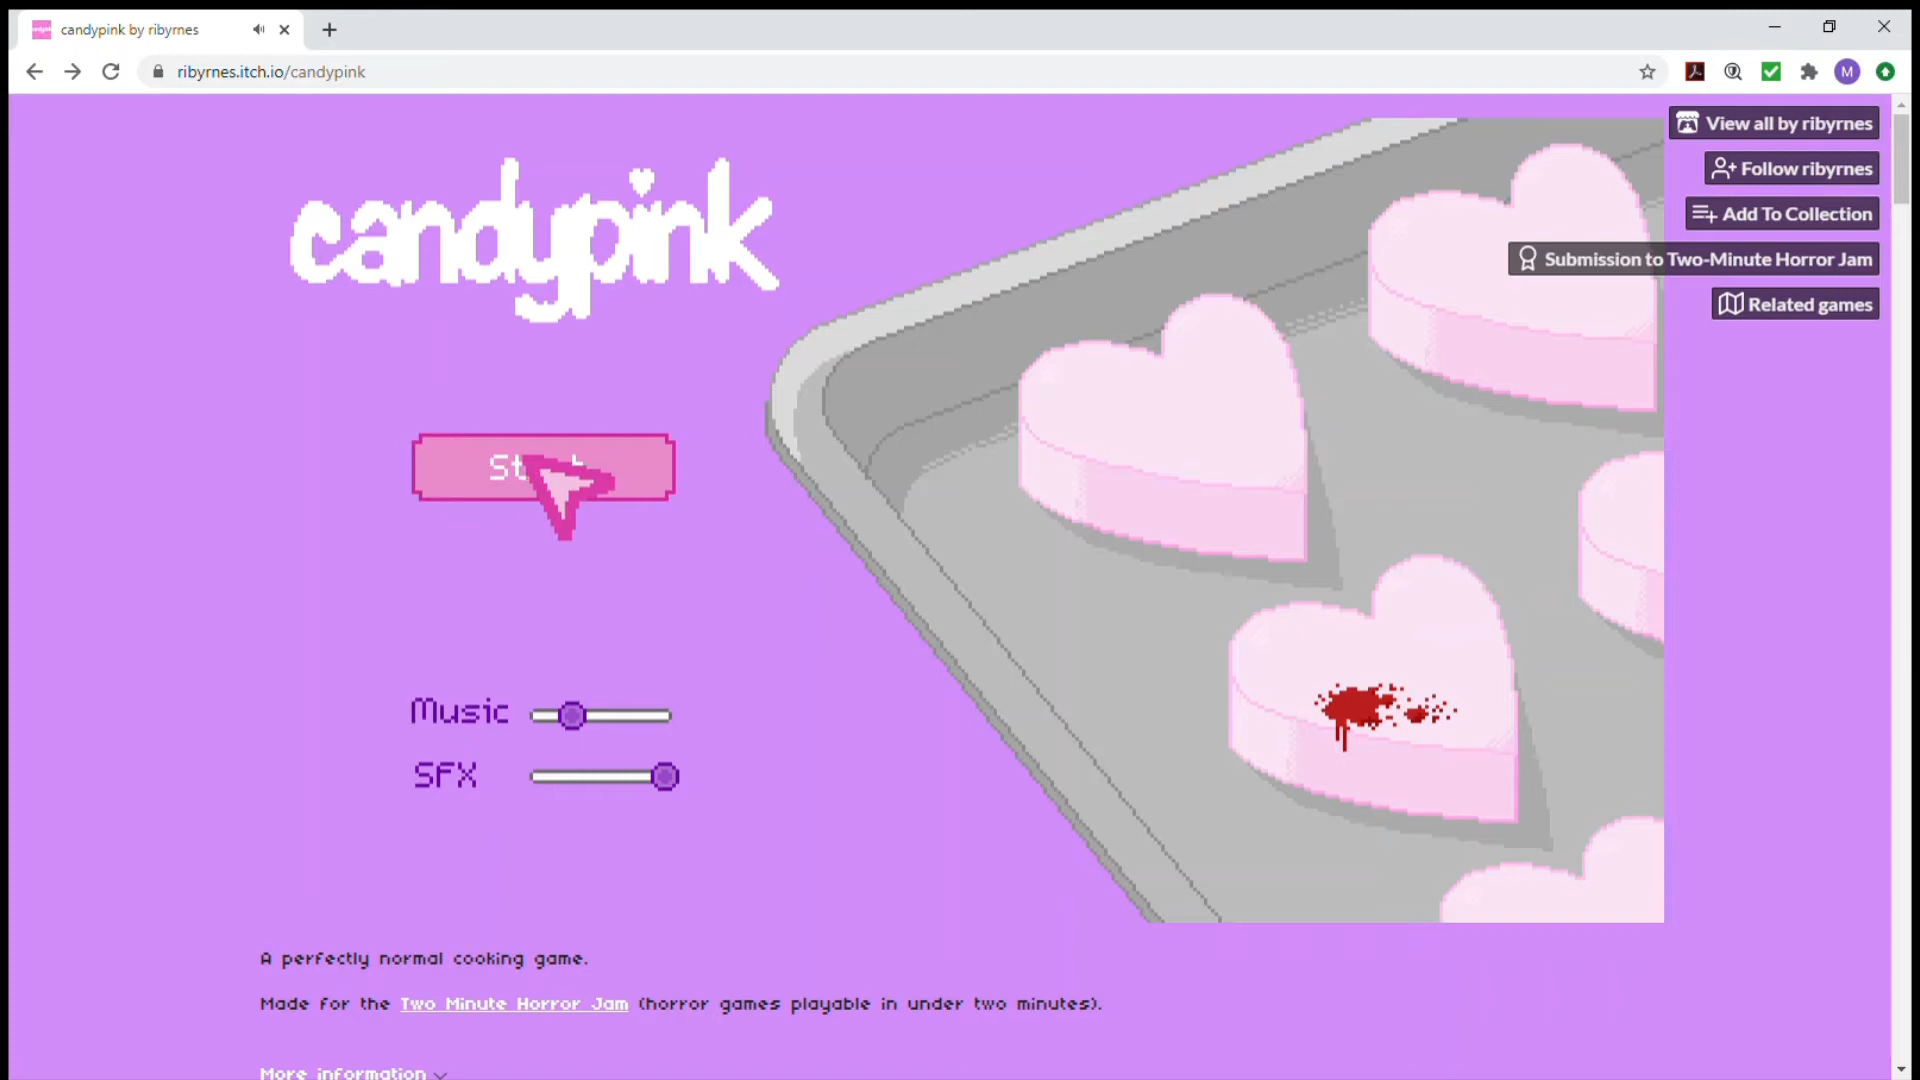 candypink by ribyrnes
ribyrnes.itch.io/candypink
M
View all by ribyrnes
Follow ribyrnes
Add To Collection
Submission to Two-Minute Horror Jam
Related games
candypink
Music
SFX
A perfectly normal cooking game.
Made for the Two Minute Horror Jam (horror games playable in under two minutes).
More information